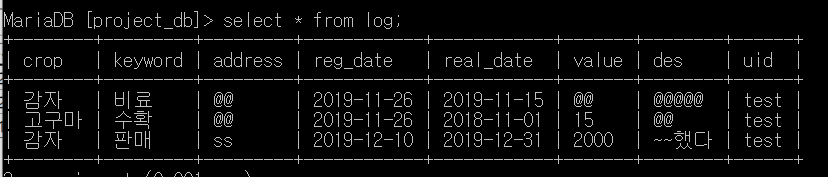 MariaDB [project_db]> select * from log;
+--------+---------+---------+------------+------------+-------+--------+------+
| crop | keyword | address | reg_date | real_date | value | des | uid |
+--------+---------+---------+------------+------------+-------+--------+------+
| 감자 | 비료 | @@ | 2019-11-26 | 2019-11-15 | @@ | @@@@@ | test |
| 고구마 | 수확 | @@ | 2019-11-26 | 2018-11-01 | 15 | @@ | test |
| 감자 | 판매 | ss | 2019-12-10 | 2019-12-31 | 2000 | ~~했다 | test |
+--------+---------+---------+------------+------------+-------+--------+------+